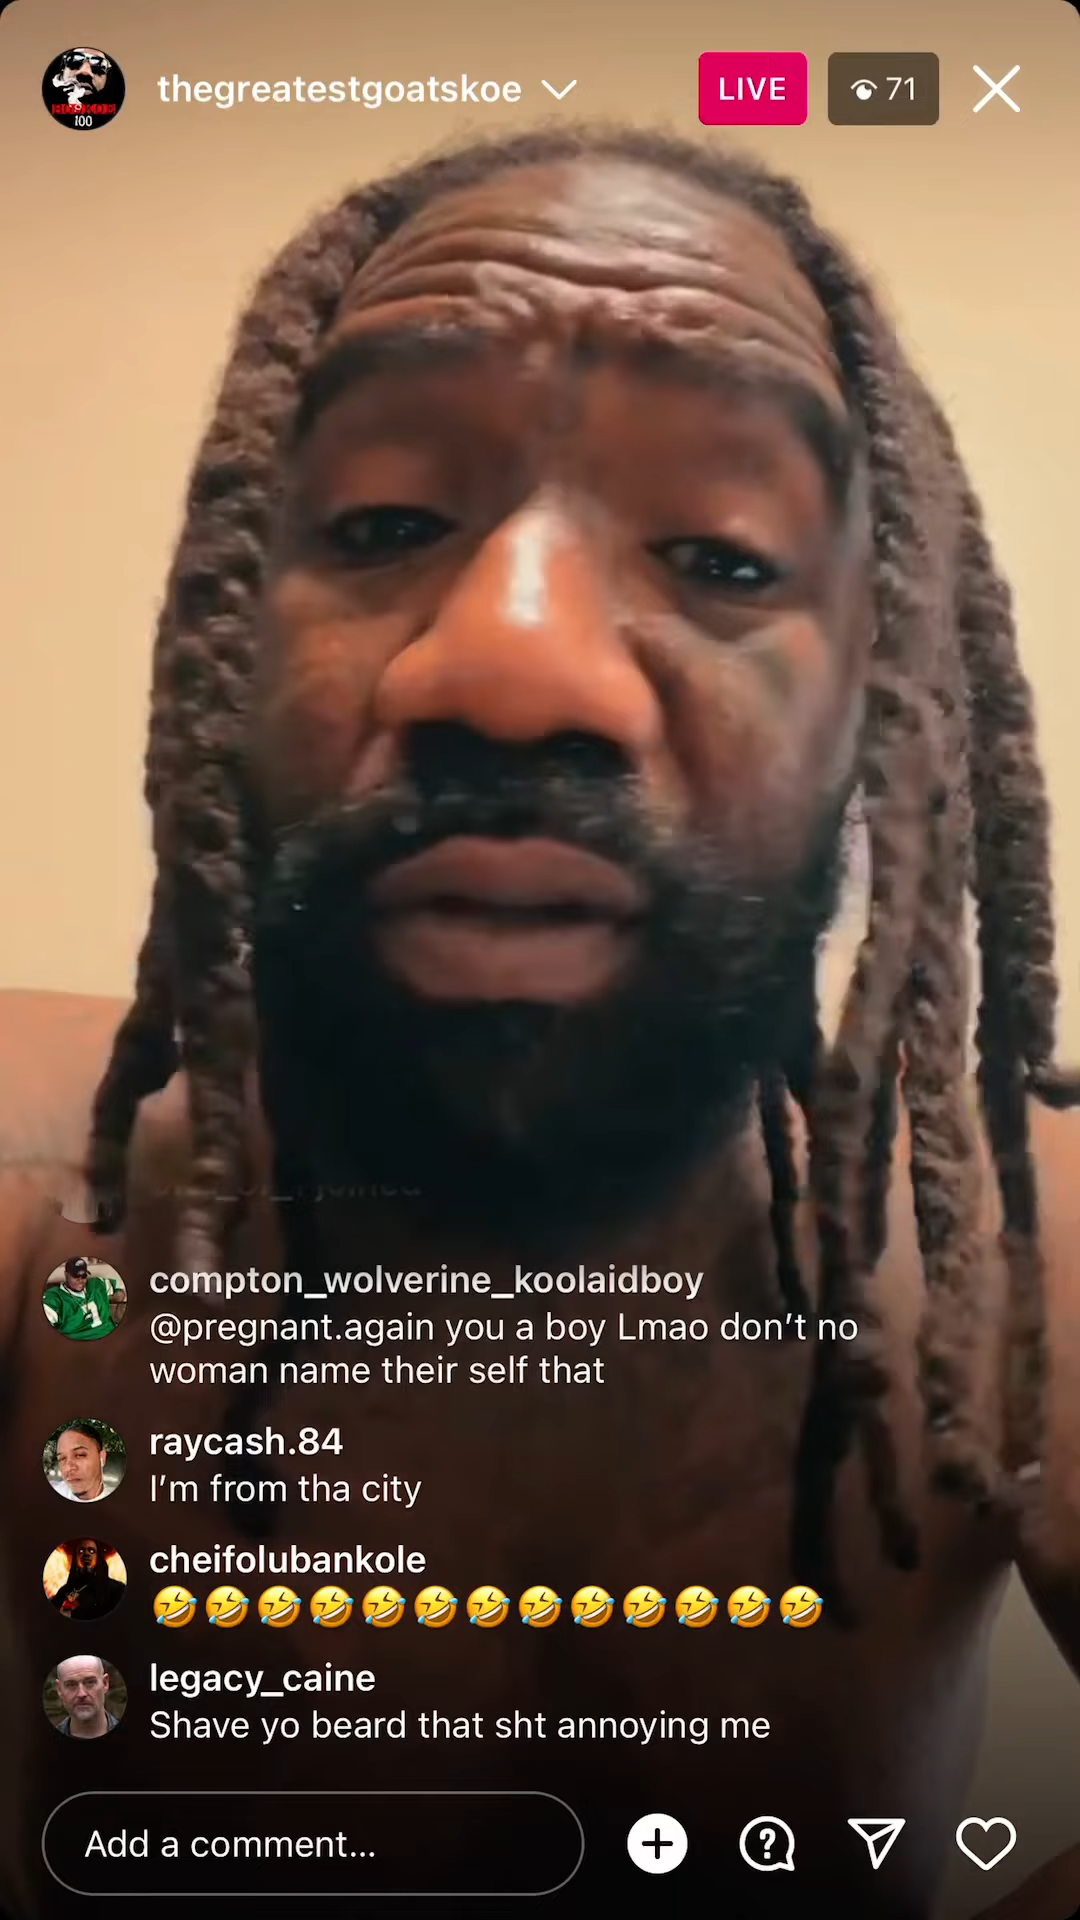 thegreatestgoatskoe
LIVE
71
100
compton_wolverine_koolaidboy
@pregnant.again you a boy Lmao don’t no
woman name their self that
raycash.84
I’m from tha city
cheifolubankole
🤣🤣🤣🤣🤣🤣🤣🤣🤣🤣🤣🤣🤣
legacy_caine
Shave yo beard that sht annoying me
Add a comment...